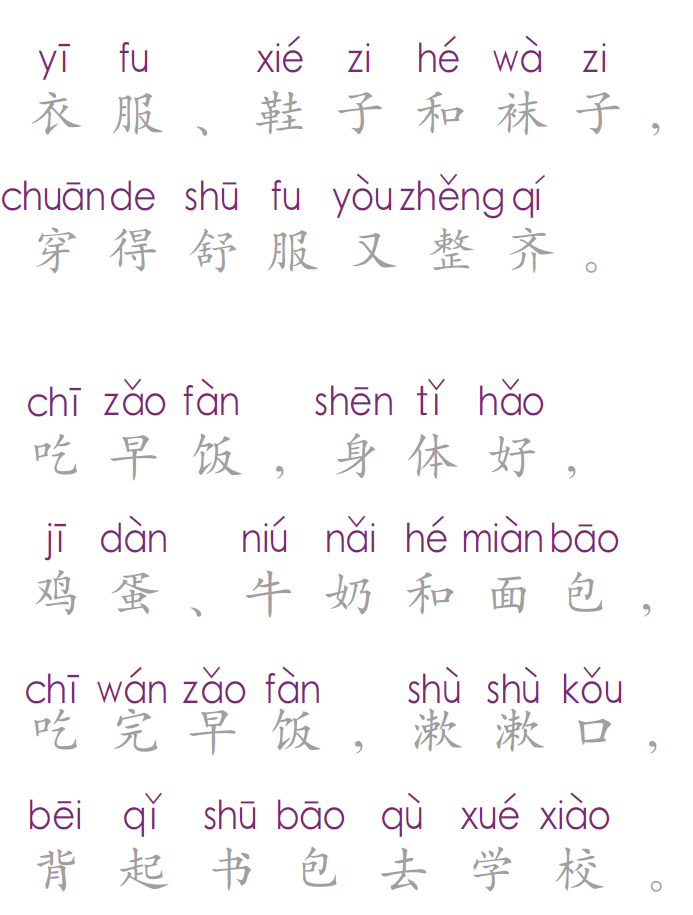 yī fu xié zi hé wà zi
衣服、鞋子和袜子，
chuān de shū fu yòu zhěng qí
穿得舒服又整齐。
chī zǎo fàn shēn tǐ hǎo
吃早饭，身体好，
jī dàn niú nǎi hé miàn bāo
鸡蛋、牛奶和面包，
chī wán zǎo fàn shù shù kǒu
吃完早饭，漱漱口，
bēi qǐ shū bāo qù xué xiào
背起书包去学校。